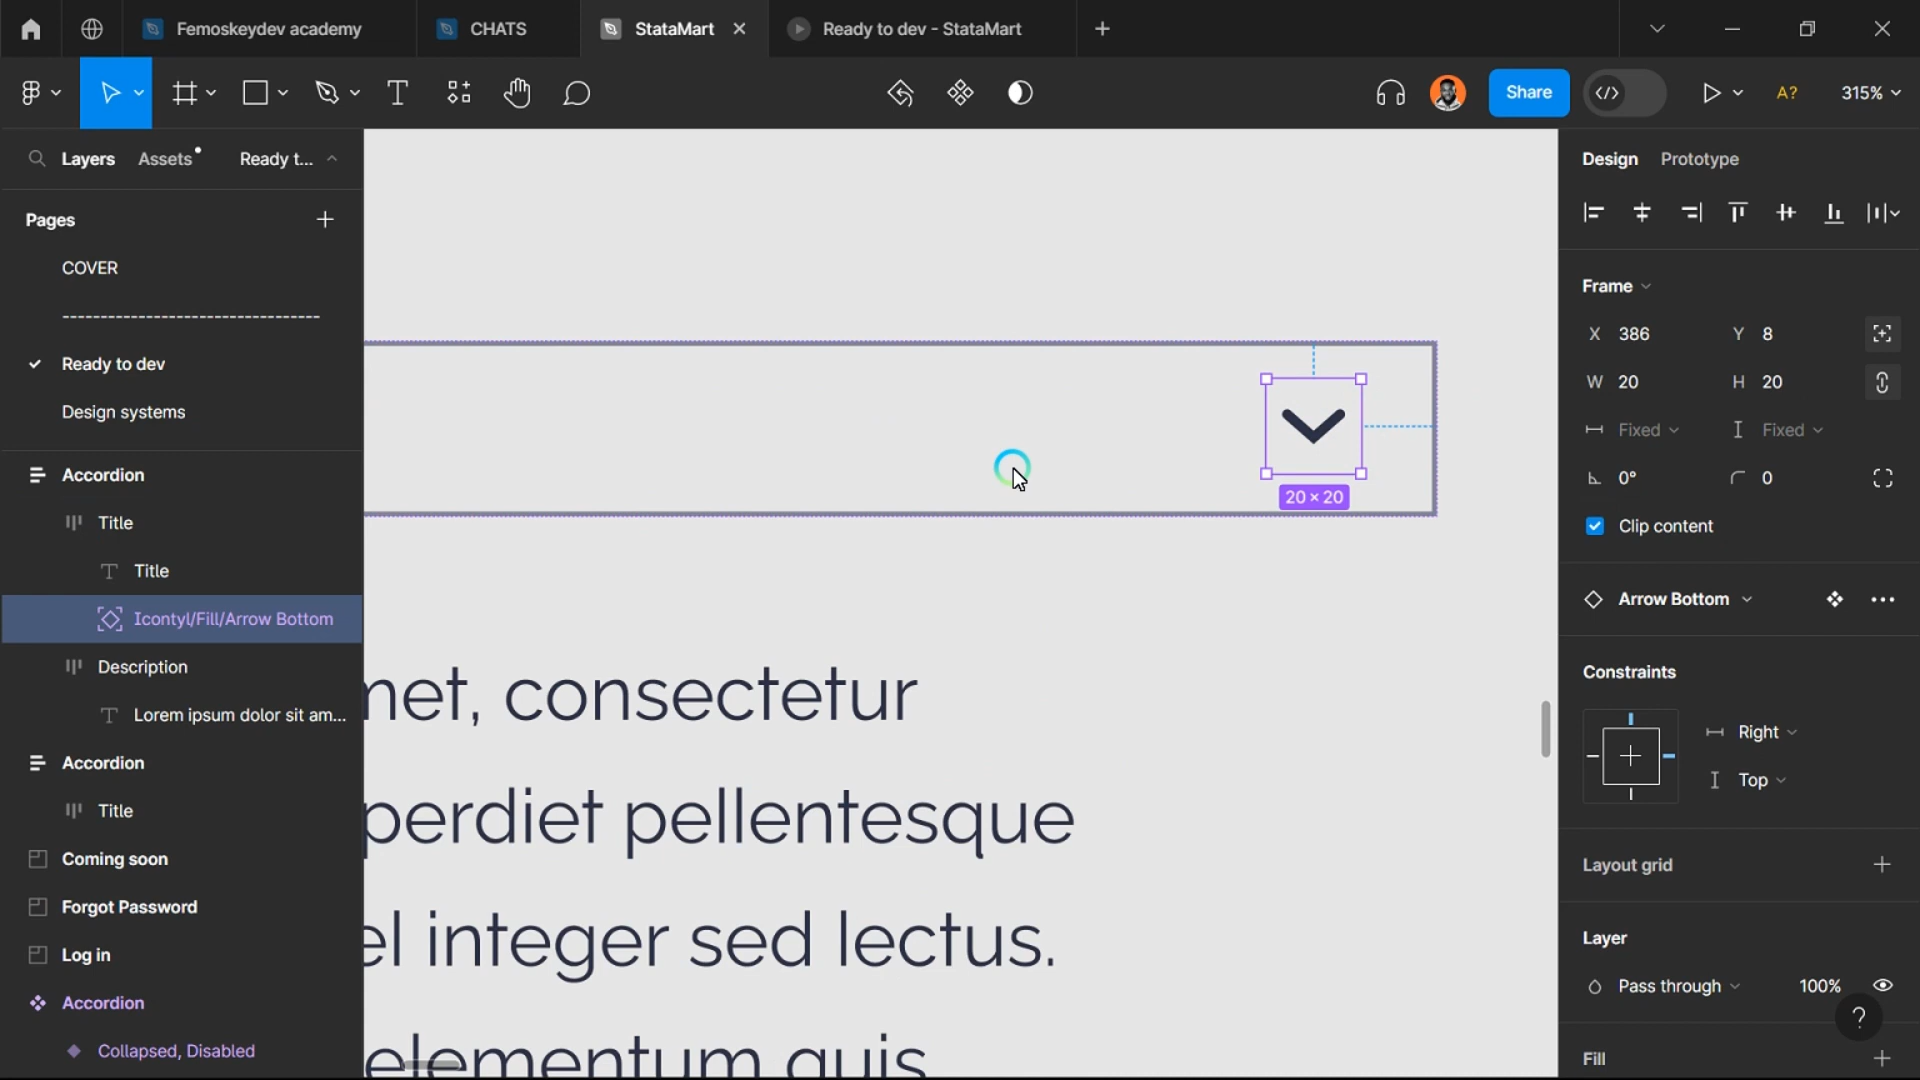 Femoskeydev academy
CHATS
StataMart
Ready to dev - StataMart
Share
A?
315%
Layers
Assets
Ready t...
Pages
COVER
----------------------------------
Ready to dev
Design systems
Accordion
Title
Title
Icontyl/Fill/Arrow Bottom
Description
Lorem ipsum dolor sit am...
Accordion
Title
Coming soon
Forgot Password
Log in
Accordion
Collapsed, Disabled
20 × 20
met, consectetur
perdiet pellentesque
el integer sed lectus.
elementum quis
Design
Prototype
Frame
X 386
Y 8
W 20
H 20
Fixed
Fixed
0°
0
Clip content
Arrow Bottom
Constraints
Right
Top
Layout grid
Layer
Pass through
100%
?
Fill